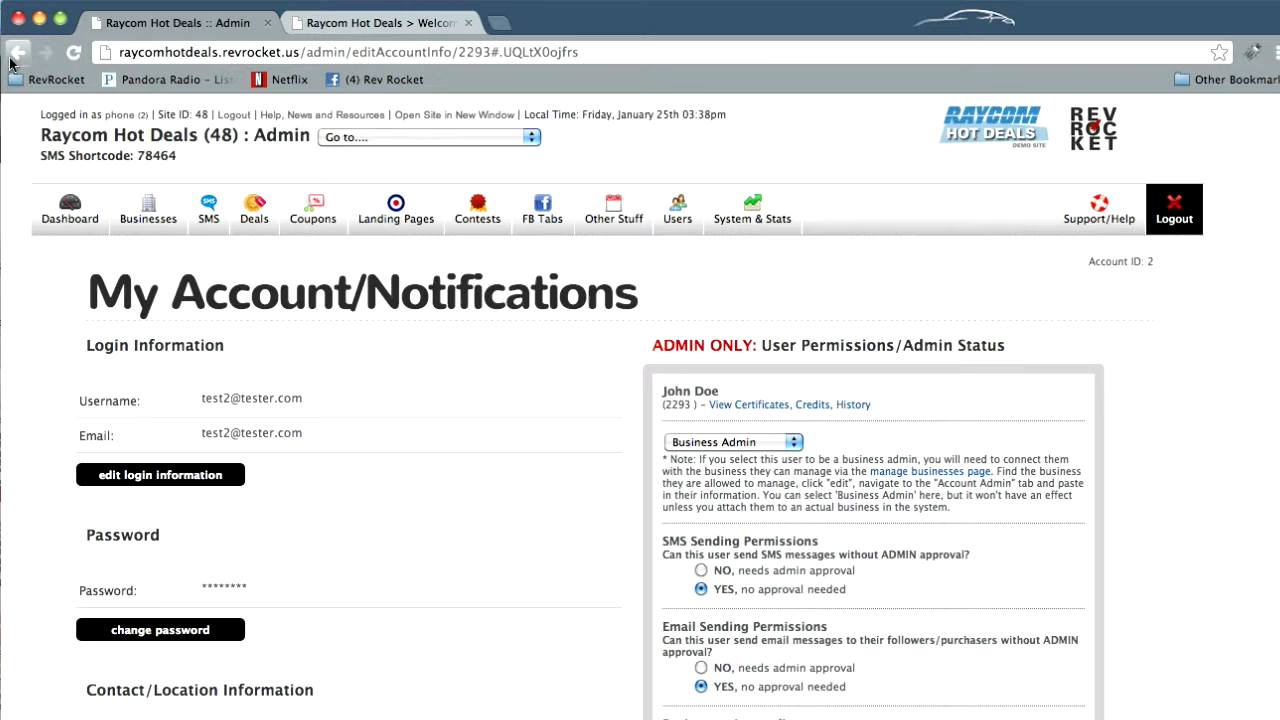 Raycom Hot Deals :: Admin
Raycom Hot Deals > Welcom
raycomhotdeals.revrocket.us/admin/editAccountInfo/2293#.UQLtX0ojfrs
RevRocket
Pandora Radio – List
Netflix
(4) Rev Rocket
Other Bookmar
Logged in as phone (2) | Site ID: 48 | Logout | Help, News and Resources | Open Site in New Window | Local Time: Friday, January 25th 03:38pm
Raycom Hot Deals (48) : Admin
Go to....
SMS Shortcode: 78464
RAYCOM
HOT DEALS
DEMO SITE
REV
ROC
KET
Dashboard
Businesses
SMS
Deals
Coupons
Landing Pages
Contests
FB Tabs
Other Stuff
Users
System & Stats
Support/Help
Logout
Account ID: 2
My Account/Notifications
Login Information
Username:
test2@tester.com
Email:
test2@tester.com
edit login information
Password
Password:
********
change password
Contact/Location Information
ADMIN ONLY: User Permissions/Admin Status
John Doe
(2293 ) – View Certificates, Credits, History
Business Admin
* Note: If you select this user to be a business admin, you will need to connect them
with the business they can manage via the manage businesses page. Find the business
they are allowed to manage, click "edit", navigate to the "Account Admin" tab and paste
in their information. You can select 'Business Admin' here, but it won't have an effect
unless you attach them to an actual business in the system.
SMS Sending Permissions
Can this user send SMS messages without ADMIN approval?
NO, needs admin approval
YES, no approval needed
Email Sending Permissions
Can this user send email messages to their followers/purchasers without ADMIN
approval?
NO, needs admin approval
YES, no approval needed